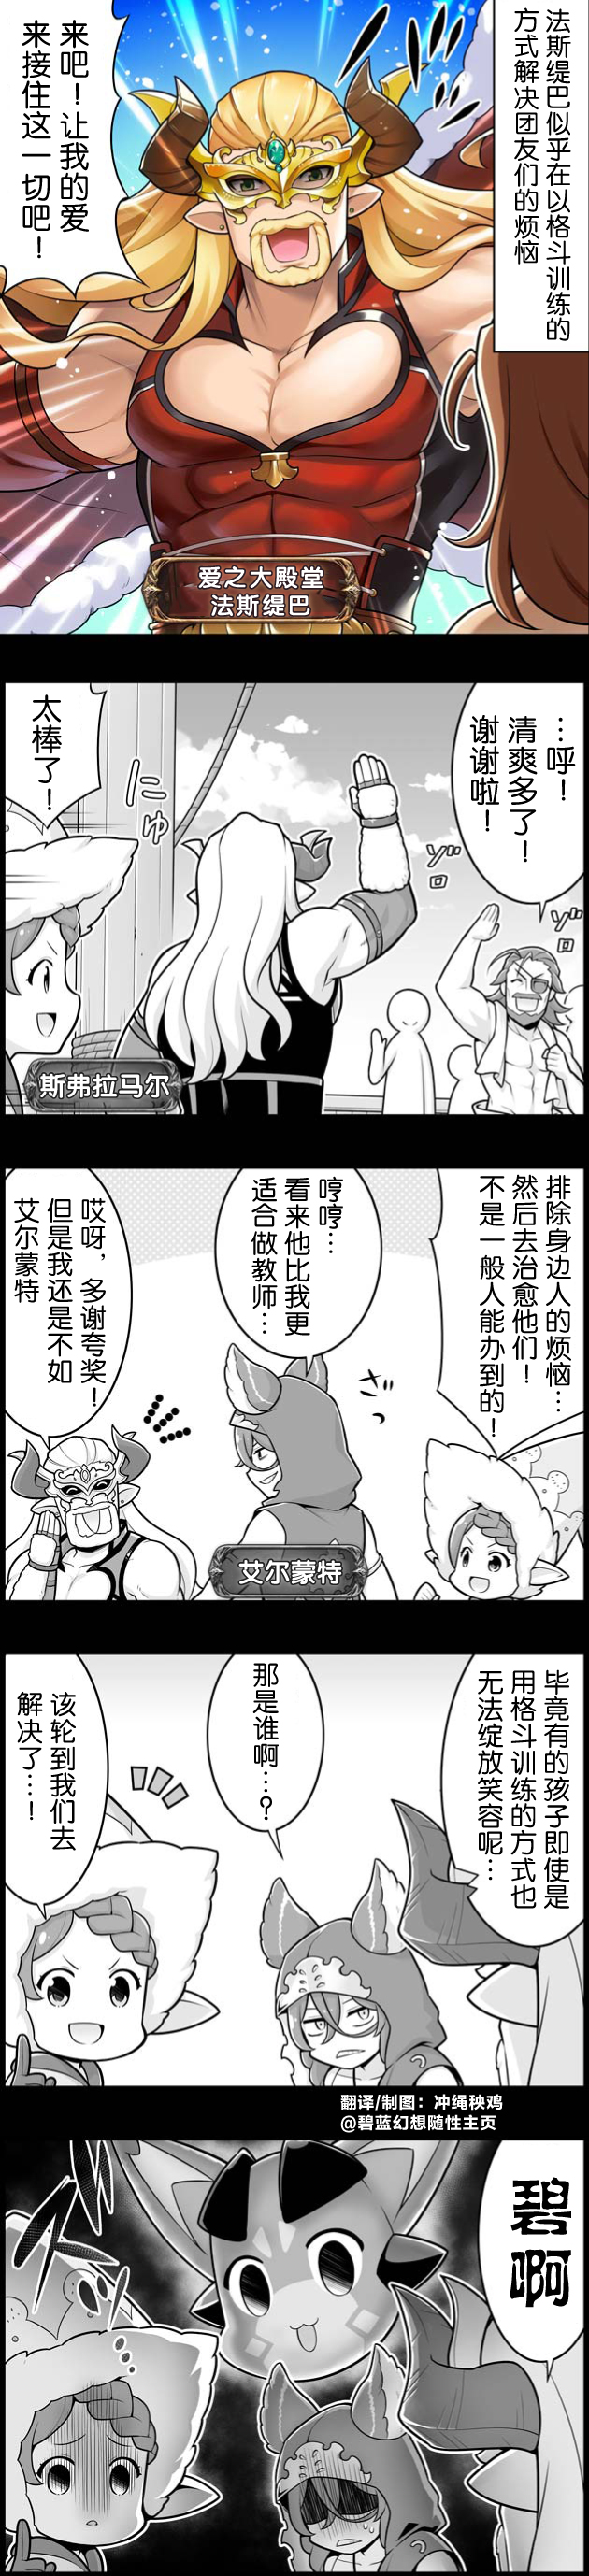 法斯缇巴似乎在以格斗训练的
方式解决团友们的烦恼
来吧！让我的爱
来接住这一切吧！
爱之大殿堂
法斯缇巴
…呼！
清爽多了！
谢谢啦！
ゾロ
ゾロ
にゅ
太棒了！
斯弗拉马尔
排除身边人的烦恼…
然后去治愈他们！
不是一般人能办到的！
哼哼…
看来他比我更
适合做教师…
哎呀，多谢夸奖！
但是我还是不如
艾尔蒙特
艾尔蒙特
毕竟有的孩子即使是
用格斗训练的方式也
无法绽放笑容呢…
那是谁啊…？
该轮到我们去
解决了…！
翻译/制图：冲绳秧鸡
@碧蓝幻想随性主页
碧
啊